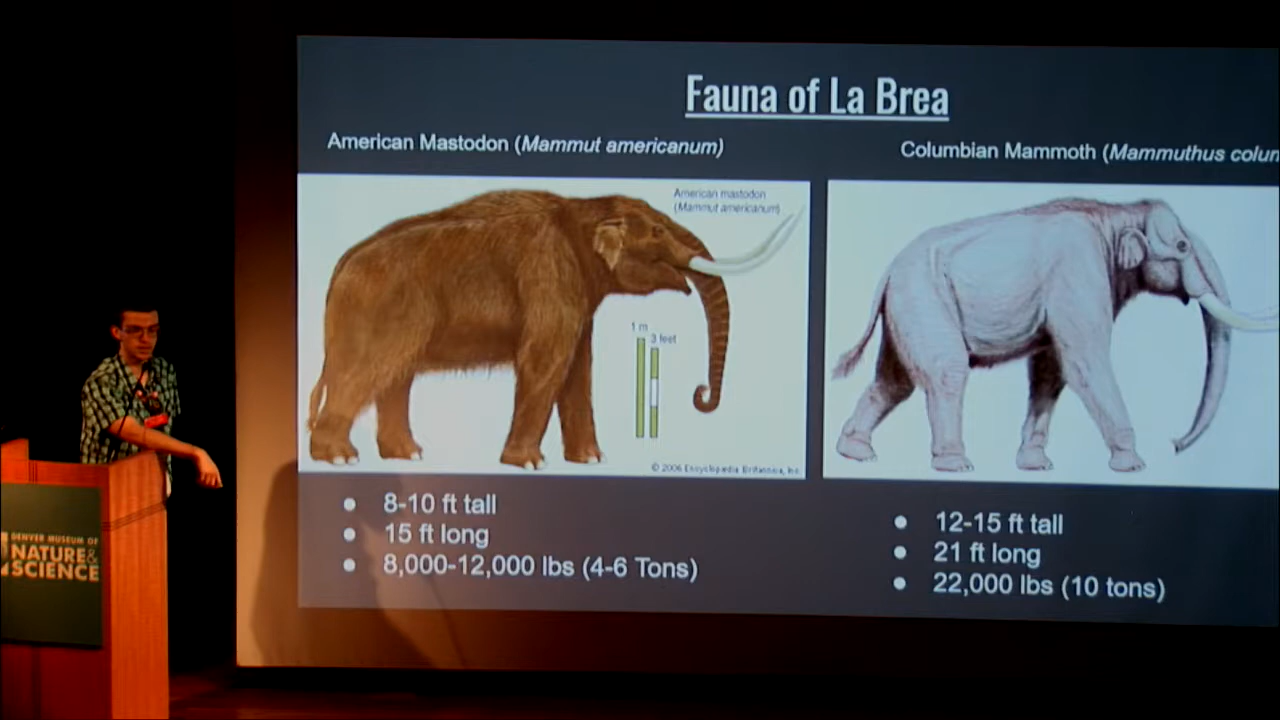 Fauna of La Brea
American Mastodon (Mammut americanum)
American mastodon
(Mammut americanum)
1 m
3 feet
© 2006 Encyclopædia Britannica, Inc.
8-10 ft tall
15 ft long
8,000-12,000 lbs (4-6 Tons)
Columbian Mammoth (Mammuthus colum
12-15 ft tall
21 ft long
22,000 lbs (10 tons)
DENVER MUSEUM OF
NATURE &
SCIENCE